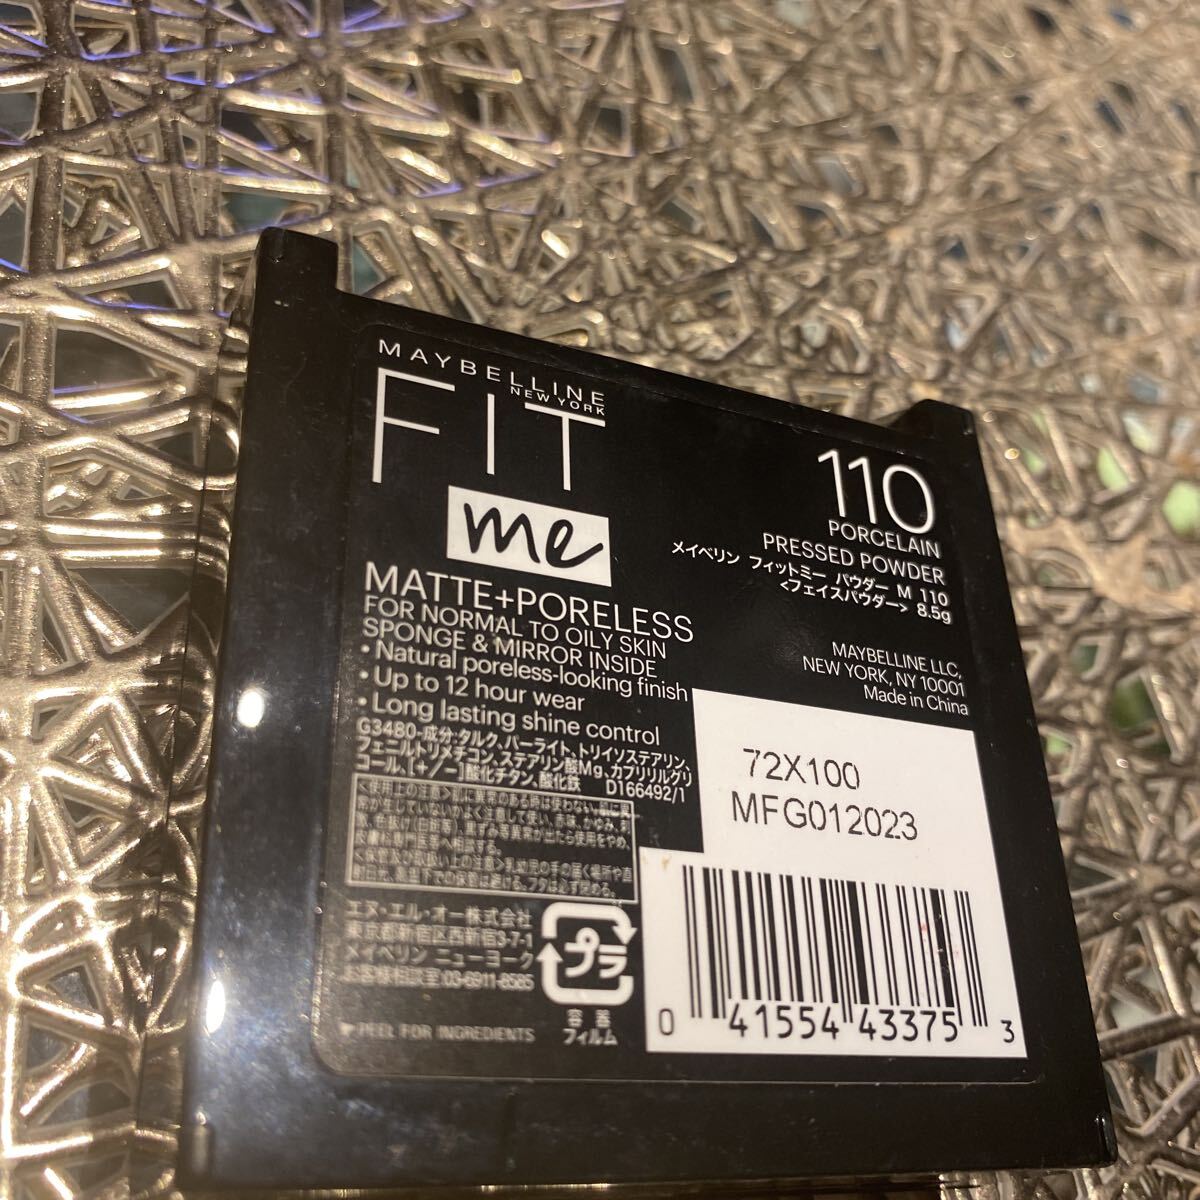 MAYBELLINE
NEW YORK
FIT
me
MATTE+PORELESS
FOR NORMAL TO OILY SKIN
SPONGE & MIRROR INSIDE
• Natural poreless-looking finish
• Up to 12 hour wear
• Long lasting shine control
G3480-成分:タルク、パーライト、トリイソステアリン、
フェニルトリメチコン、ステアリン酸Mg、カプリリルグリ
コール、[+/-]酸化チタン、酸化鉄 D166492/1
エヌ・エル・オー株式会社
東京都新宿区西新宿3-7-1
メイベリン ニューヨーク
お客様相談室 03-6911-8585
PEEL FOR INGREDIENTS
プラ
容器
フィルム
110
PORCELAIN
PRESSED POWDER
メイベリン フィットミー パウダー M 110
<フェイスパウダー> 8.5g
MAYBELLINE LLC,
NEW YORK, NY 10001
Made in China
72X100
MFG012023
0 41554 43375 3